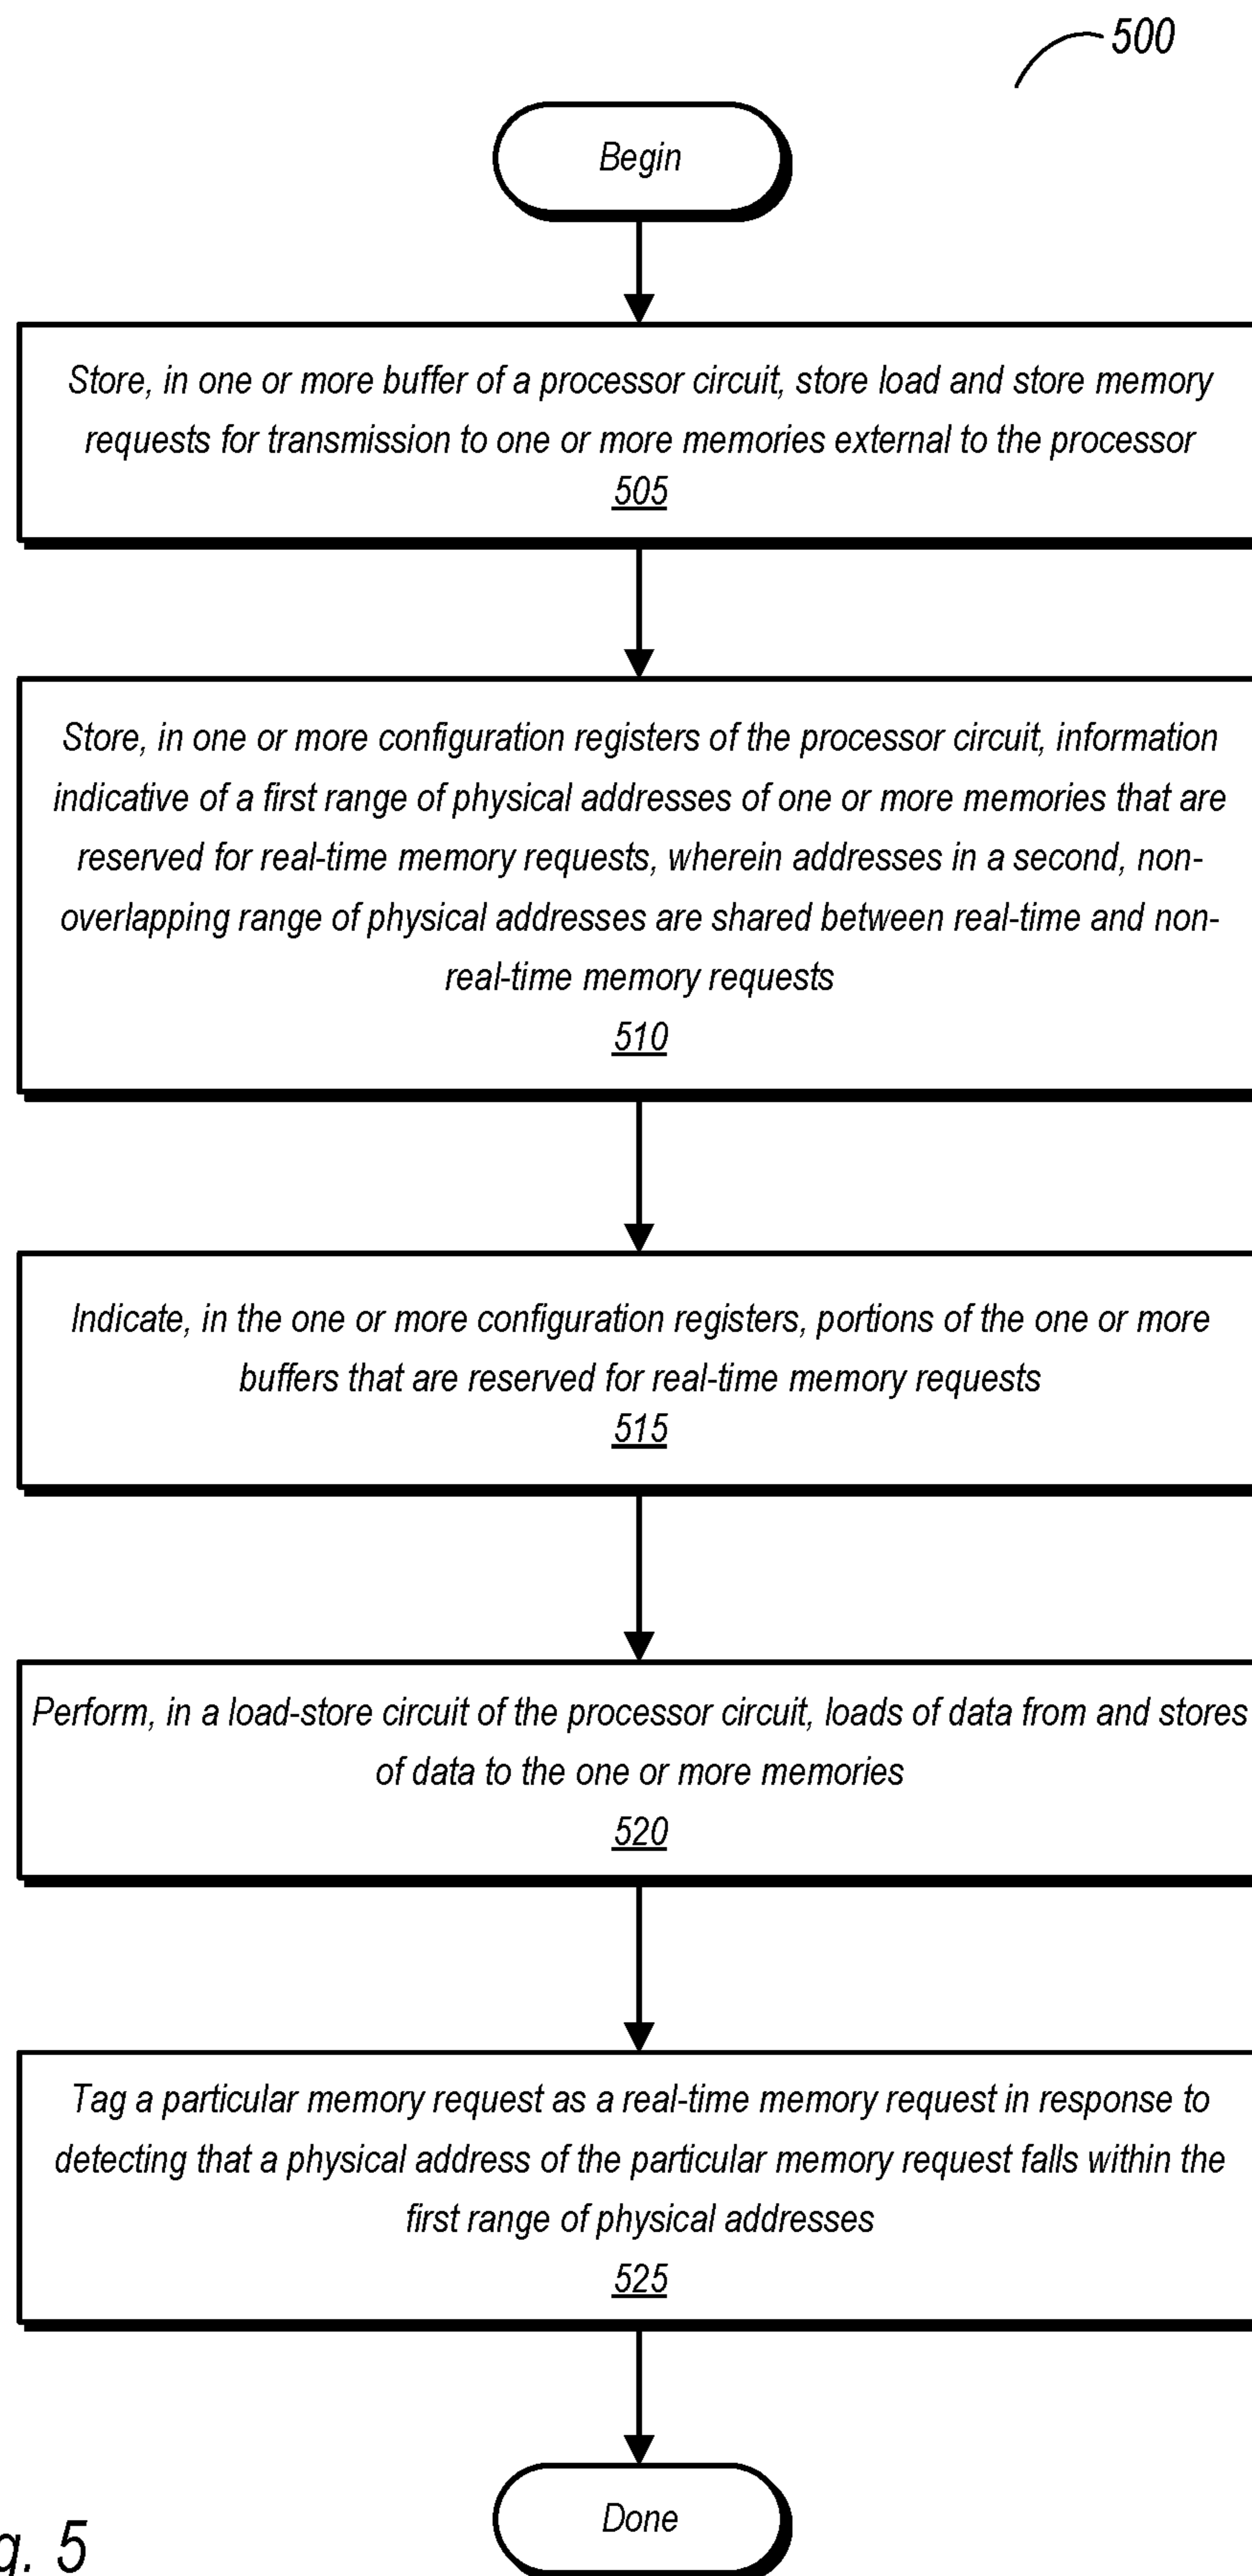 500
Begin
Store, in one or more buffer of a processor circuit, store load and store memory
requests for transmission to one or more memories external to the processor
505
Store, in one or more configuration registers of the processor circuit, information
indicative of a first range of physical addresses of one or more memories that are
reserved for real-time memory requests, wherein addresses in a second, non-
overlapping range of physical addresses are shared between real-time and non-
real-time memory requests
510
Indicate, in the one or more configuration registers, portions of the one or more
buffers that are reserved for real-time memory requests
515
Perform, in a load-store circuit of the processor circuit, loads of data from and stores
of data to the one or more memories
520
Tag a particular memory request as a real-time memory request in response to
detecting that a physical address of the particular memory request falls within the
first range of physical addresses
525
Done
g. 5